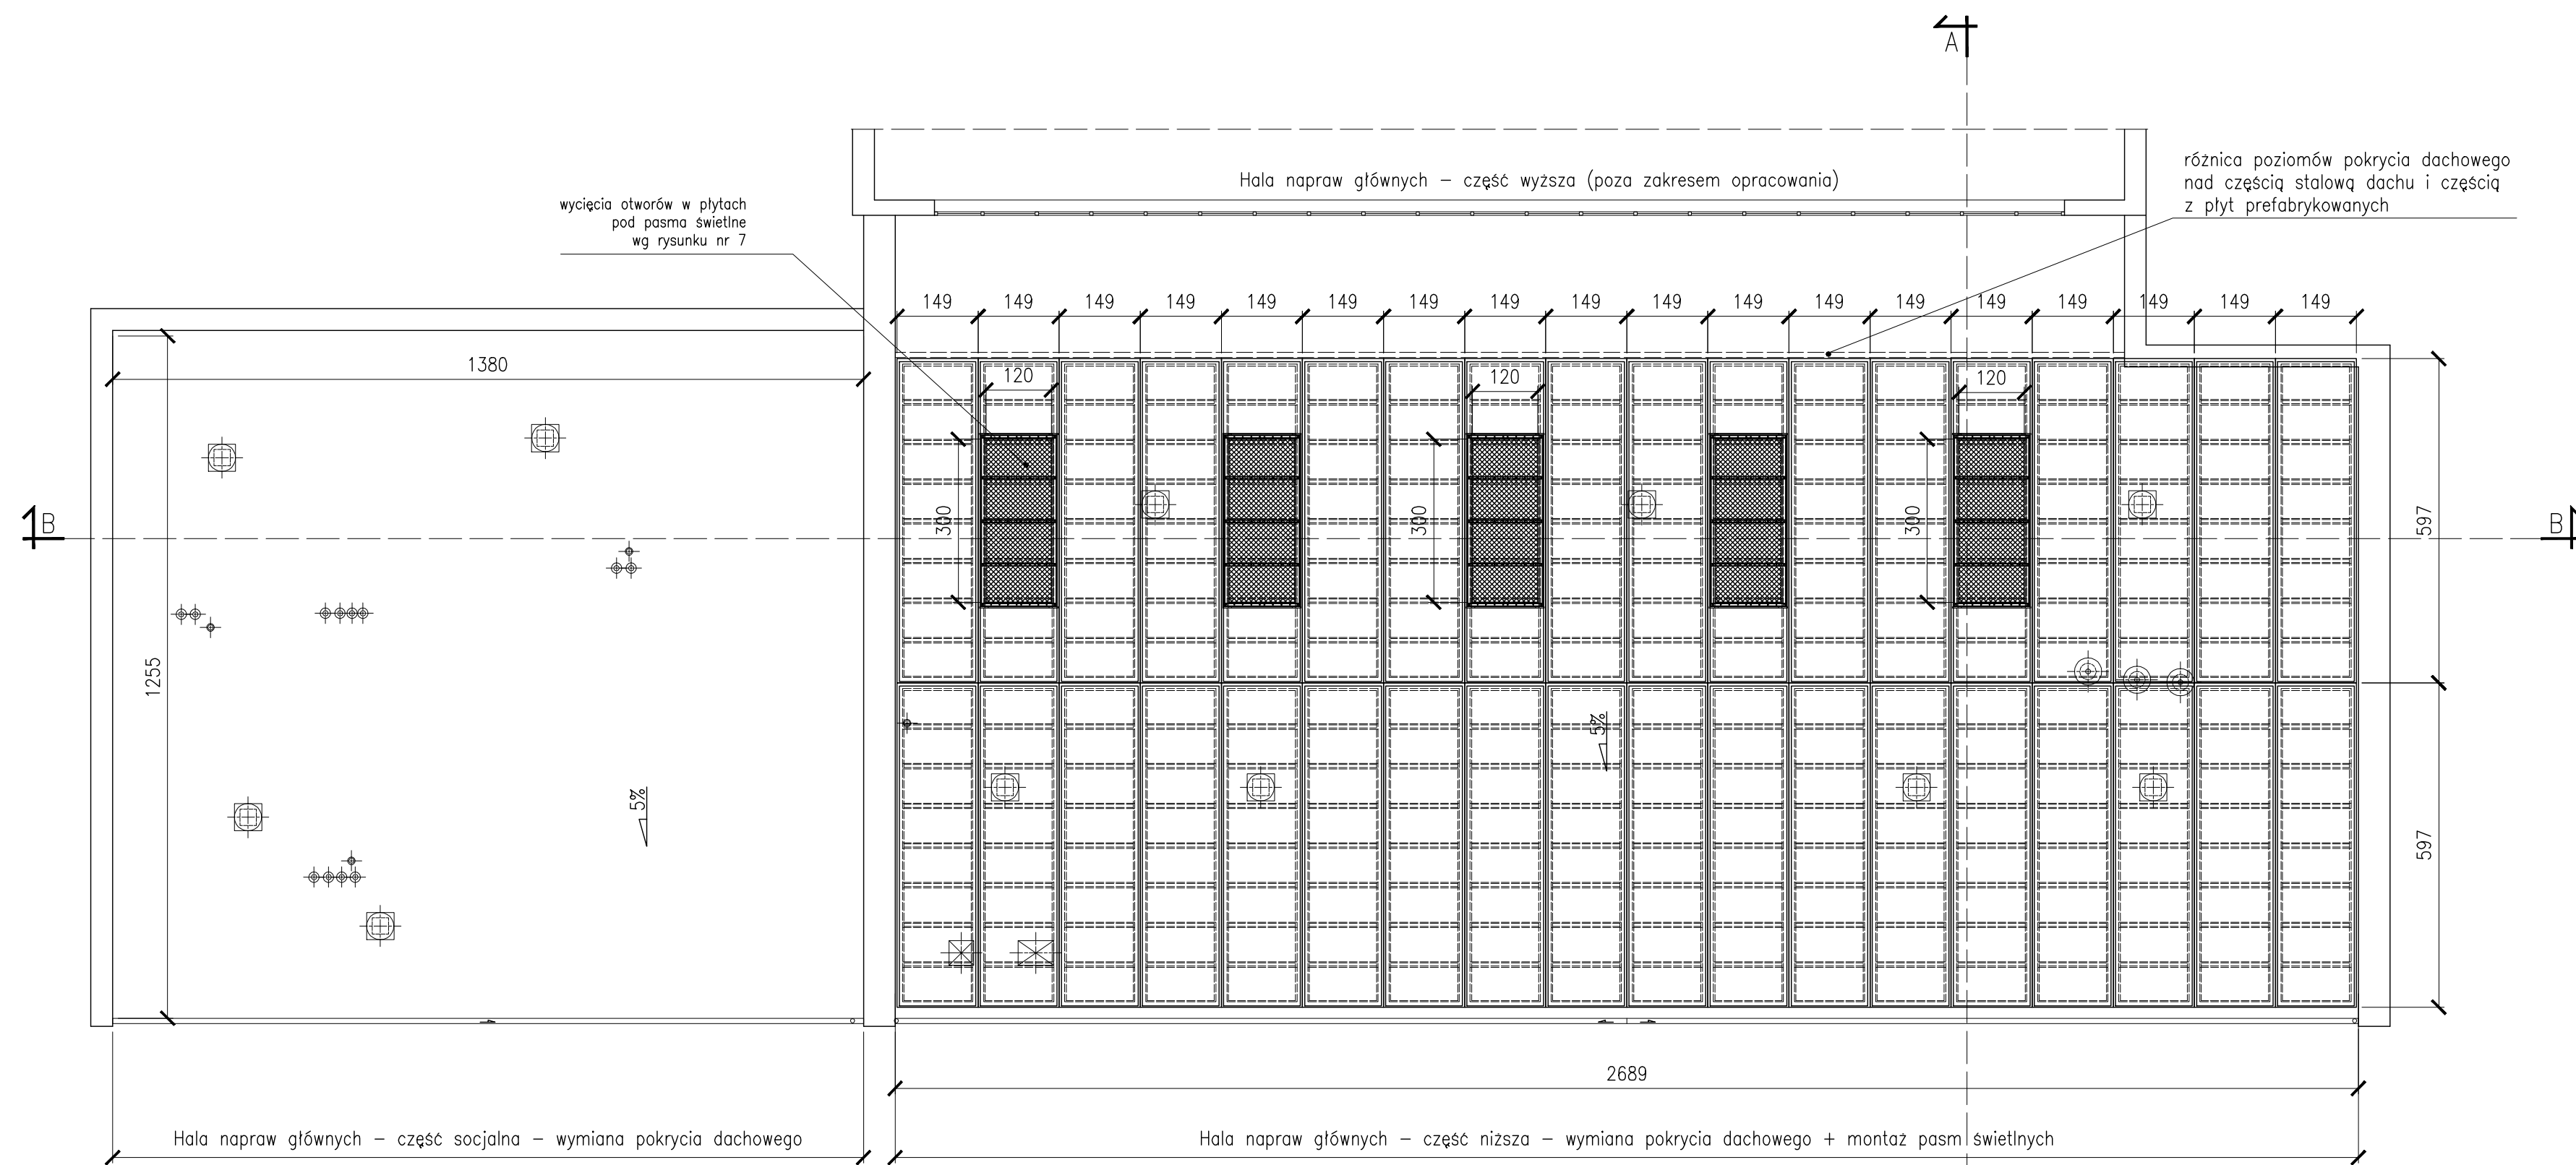 A
Hala napraw głównych – część wyższa (poza zakresem opracowania)
różnica poziomów pokrycia dachowego
nad częścią stalową dachu i częścią
z płyt prefabrykowanych
wycięcia otworów w płytach
pod pasma świetlne
wg rysunku nr 7
149 149 149 149 149 149 149 149 149 149 149 149 149 149 149 149 149 149
1380
120 120 120
B
300 300 300
597
B
1255
5%
5%
597
2689
Hala napraw głównych – część socjalna – wymiana pokrycia dachowego
Hala napraw głównych – część niższa – wymiana pokrycia dachowego + montaż pasm świetlnych